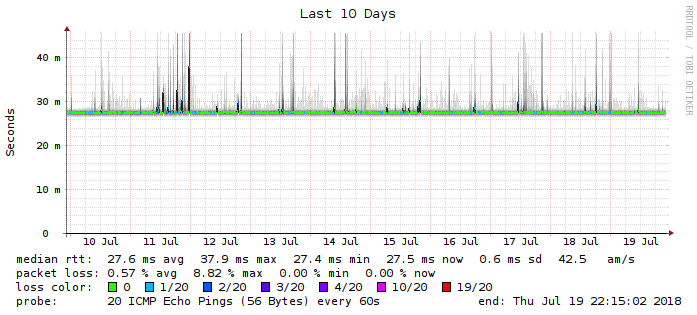 Last 10 Days
RRDTOOL / TOBI OETIKER
Seconds
40 m
30 m
20 m
10 m
0
10 Jul 11 Jul 12 Jul 13 Jul 14 Jul 15 Jul 16 Jul 17 Jul 18 Jul 19 Jul
median rtt: 27.6 ms avg 37.9 ms max 27.4 ms min 27.5 ms now 0.6 ms sd 42.5 am/s
packet loss: 0.57 % avg 8.82 % max 0.00 % min 0.00 % now
loss color: 0 1/20 2/20 3/20 4/20 10/20 19/20
probe: 20 ICMP Echo Pings (56 Bytes) every 60s end: Thu Jul 19 22:15:02 2018